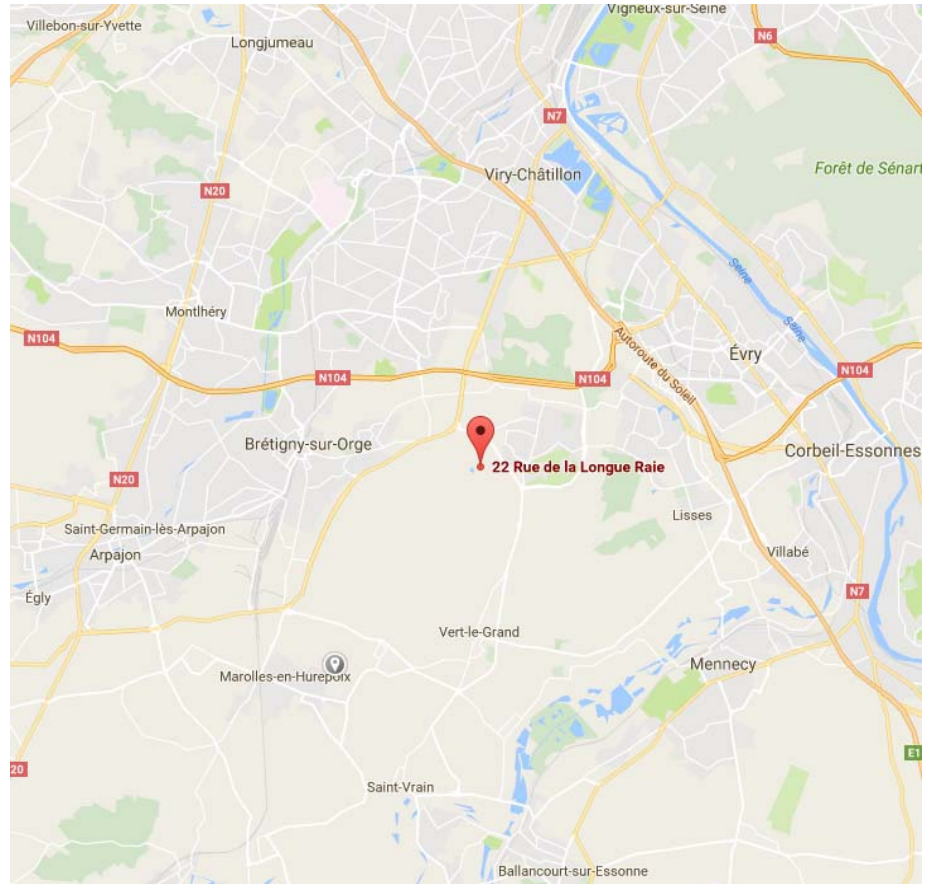 Vigneux-sur-Seine
Villebon-sur-Yvette
N6
Longjumeau
N7
Viry-Châtillon
Forêt de Sénart
N20
Seine
Montlhéry
Seine
N104
Autoroute du Soleil
Évry
N104
N104
N104
Brétigny-sur-Orge
Corbeil-Essonnes
22 Rue de la Longue Raie
N20
Lisses
Saint-Germain-lès-Arpajon
Arpajon
Villabé
N7
Égly
Vert-le-Grand
Mennecy
Marolles-en-Hurepoix
E1
20
Saint-Vrain
Ballancourt-sur-Essonne